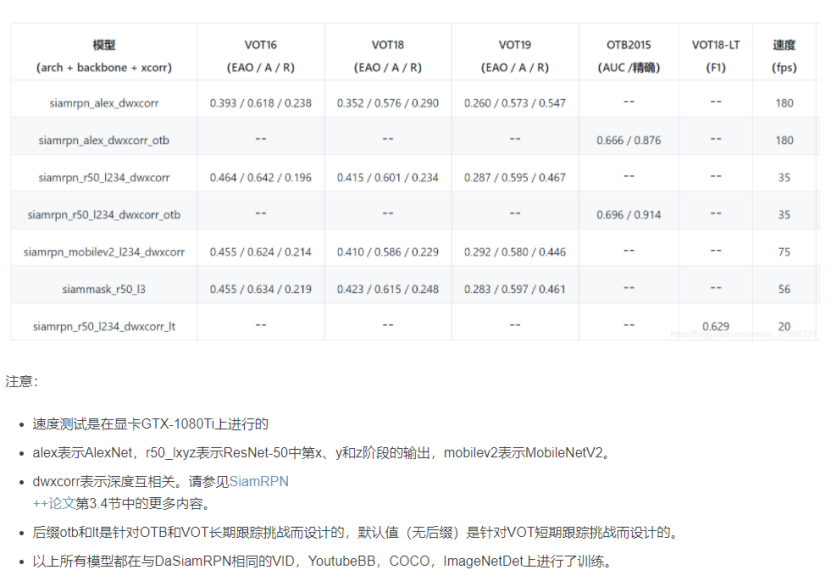 模型 VOT16 VOT18 VOT19 OTB2015 VOT18-LT 速度
(arch + backbone + xcorr) (EAO / A / R) (EAO / A / R) (EAO / A / R) (AUC /精确) (F1) (fps)
siamrpn_alex_dwxcorr 0.393 / 0.618 / 0.238 0.352 / 0.576 / 0.290 0.260 / 0.573 / 0.547 -- -- 180
siamrpn_alex_dwxcorr_otb -- -- -- 0.666 / 0.876 -- 180
siamrpn_r50_l234_dwxcorr 0.464 / 0.642 / 0.196 0.415 / 0.601 / 0.234 0.287 / 0.595 / 0.467 -- -- 35
siamrpn_r50_l234_dwxcorr_otb -- -- -- 0.696 / 0.914 -- 35
siamrpn_mobilev2_l234_dwxcorr 0.455 / 0.624 / 0.214 0.410 / 0.586 / 0.229 0.292 / 0.580 / 0.446 -- -- 75
siammask_r50_l3 0.455 / 0.634 / 0.219 0.423 / 0.615 / 0.248 0.283 / 0.597 / 0.461 -- -- 56
siamrpn_r50_l234_dwxcorr_lt -- -- -- -- 0.629 20
注意：
速度测试是在显卡GTX-1080Ti上进行的
alex表示AlexNet，r50_lxyz表示ResNet-50中第x、y和z阶段的输出，mobilev2表示MobileNetV2。
dwxcorr表示深度互相关。请参见SiamRPN
++论文第3.4节中的更多内容。
后缀otb和lt是针对OTB和VOT长期跟踪挑战而设计的，默认值（无后缀）是针对VOT短期跟踪挑战而设计的。
以上所有模型都在与DaSiamRPN相同的VID，YoutubeBB，COCO，ImageNetDet上进行了训练。